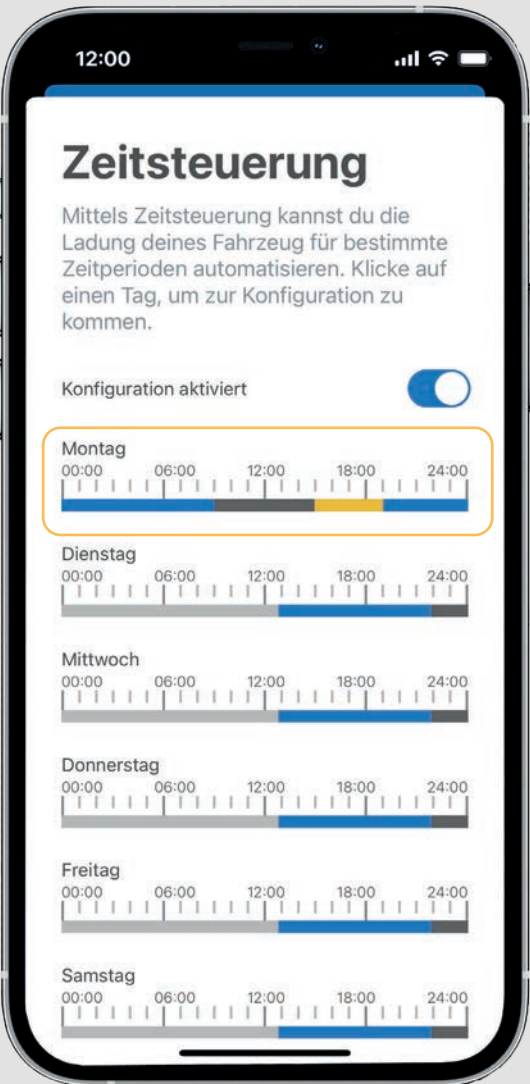 12:00
Zeitsteuerung
Mittels Zeitsteuerung kannst du die
Ladung deines Fahrzeug für bestimmte
Zeitperioden automatisieren. Klicke auf
einen Tag, um zur Konfiguration zu
kommen.
Konfiguration aktiviert
Montag
00:00 06:00 12:00 18:00 24:00
Dienstag
00:00 06:00 12:00 18:00 24:00
Mittwoch
00:00 06:00 12:00 18:00 24:00
Donnerstag
00:00 06:00 12:00 18:00 24:00
Freitag
00:00 06:00 12:00 18:00 24:00
Samstag
00:00 06:00 12:00 18:00 24:00